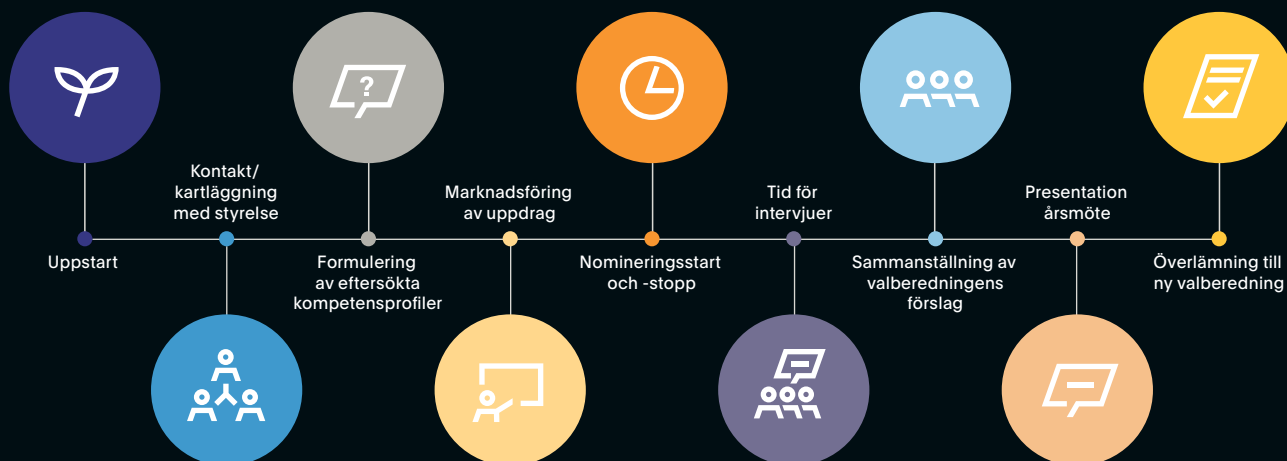 Uppstart
Kontakt/
kartläggning
med styrelse
?
Formulering
av eftersökta
kompetensprofiler
Marknadsföring
av uppdrag
Nomineringsstart
och -stopp
Tid för
intervjuer
Sammanställning av
valberedningens
förslag
Presentation
årsmöte
Överlämning till
ny valberedning